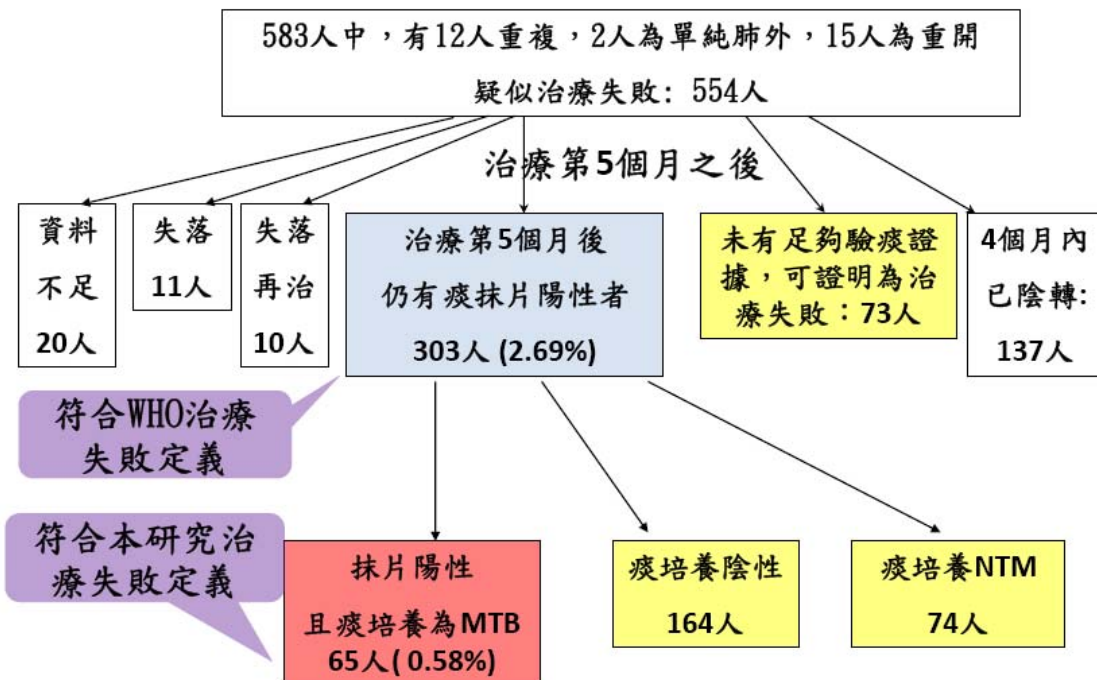 583人中，有12人重複，2人為單純肺外，15人為重開
疑似治療失敗: 554人
治療第5個月之後
資料
不足
20人
失落
11人
失落
再治
10人
治療第5個月後
仍有痰抹片陽性者
303人 (2.69%)
未有足夠驗痰證
據，可證明為治
療失敗：73人
4個月內
已陰轉:
137人
符合WHO治療
失敗定義
符合本研究治
療失敗定義
抹片陽性
且痰培養為MTB
65人( 0.58%)
痰培養陰性
164人
痰培養NTM
74人